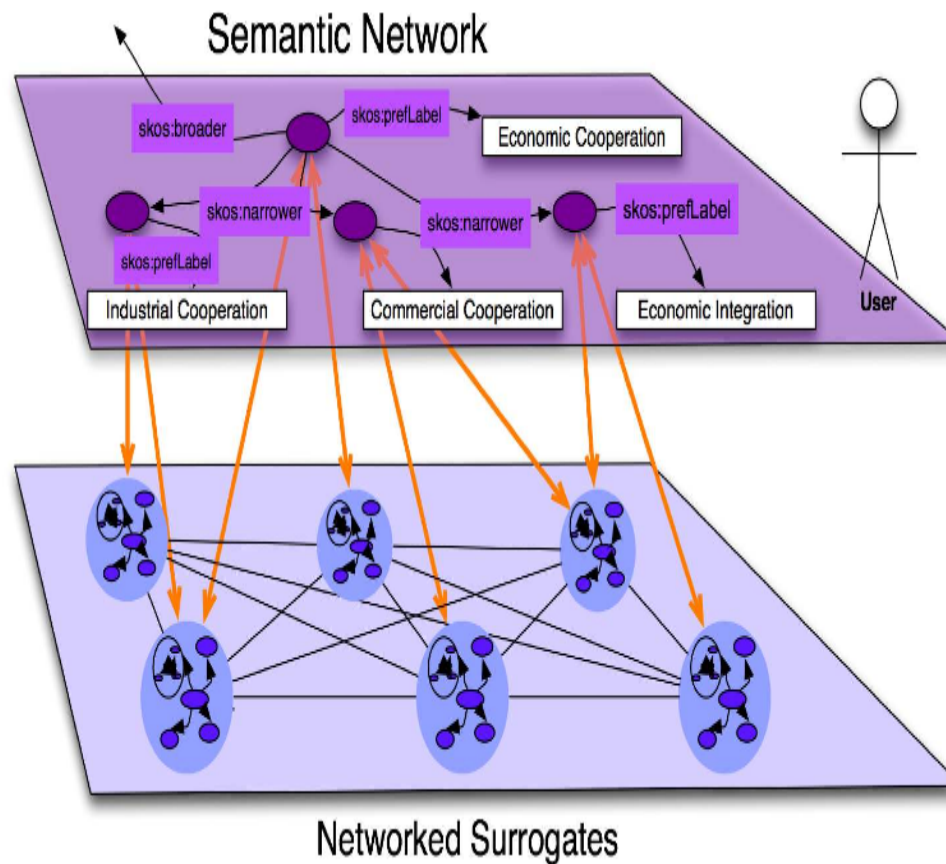 Semantic Network
skos:prefLabel
skos:broader
Economic Cooperation
skos:narrower
skos:narrower
skos:prefLabel
skos:prefLabel
Industrial Cooperation
Commercial Cooperation
Economic Integration
User
Networked Surrogates